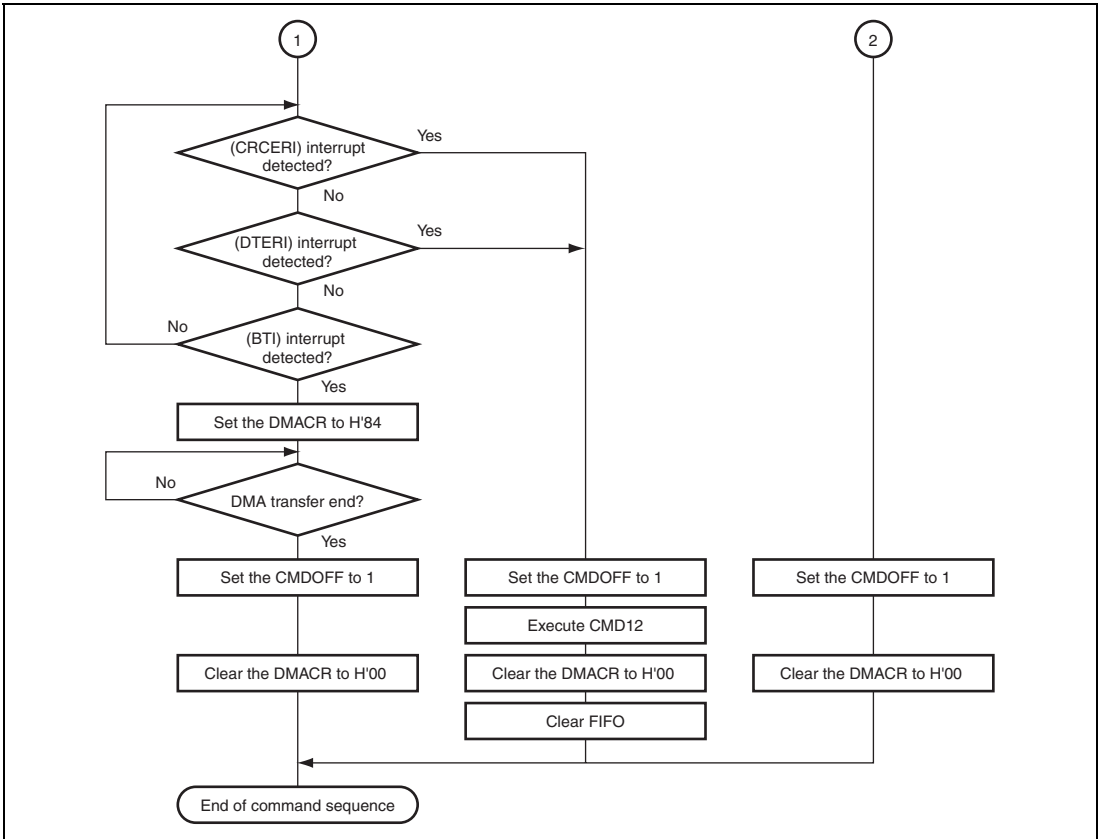 1
2
(CRCERI) interrupt
detected?
Yes
No
(DTERI) interrupt
detected?
Yes
No
(BTI) interrupt
detected?
No
Yes
Set the DMACR to H'84
DMA transfer end?
No
Yes
Set the CMDOFF to 1
Set the CMDOFF to 1
Set the CMDOFF to 1
Execute CMD12
Clear the DMACR to H'00
Clear the DMACR to H'00
Clear the DMACR to H'00
Clear FIFO
End of command sequence